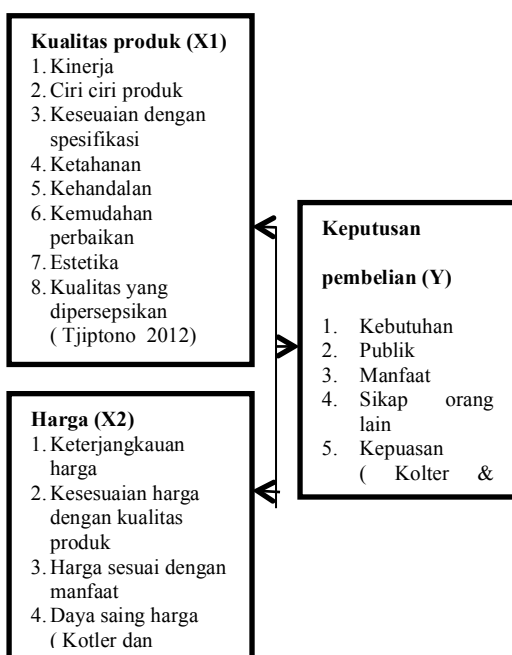 Kualitas produk (X1)
1. Kinerja
2. Ciri ciri produk
3. Keseuaian dengan
spesifikasi
4. Ketahanan
5. Kehandalan
6. Kemudahan
perbaikan
7. Estetika
8. Kualitas yang
dipersepsikan
( Tjiptono 2012)
Harga (X2)
1. Keterjangkauan
harga
2. Kesesuaian harga
dengan kualitas
produk
3. Harga sesuai dengan
manfaat
4. Daya saing harga
( Kotler dan
Keputusan
pembelian (Y)
1. Kebutuhan
2. Publik
3. Manfaat
4. Sikap orang
lain
5. Kepuasan
( Kolter &